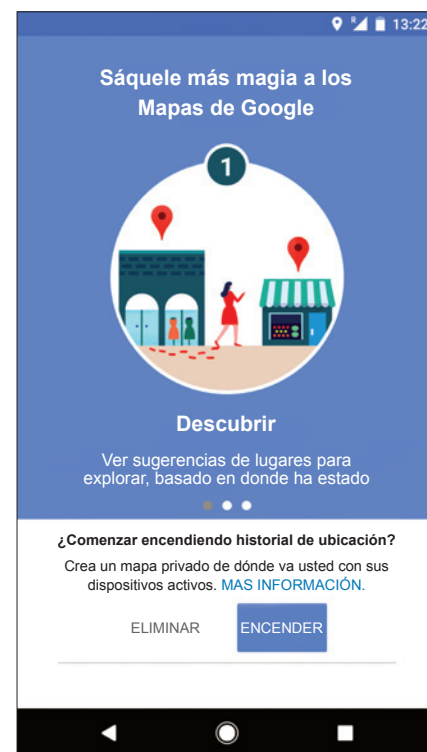 R 13:22
Sáquele más magia a los
Mapas de Google
1
Descubrir
Ver sugerencias de lugares para
explorar, basado en donde ha estado
¿Comenzar encendiendo historial de ubicación?
Crea un mapa privado de dónde va usted con sus
dispositivos activos. MAS INFORMACIÓN.
ELIMINAR ENCENDER